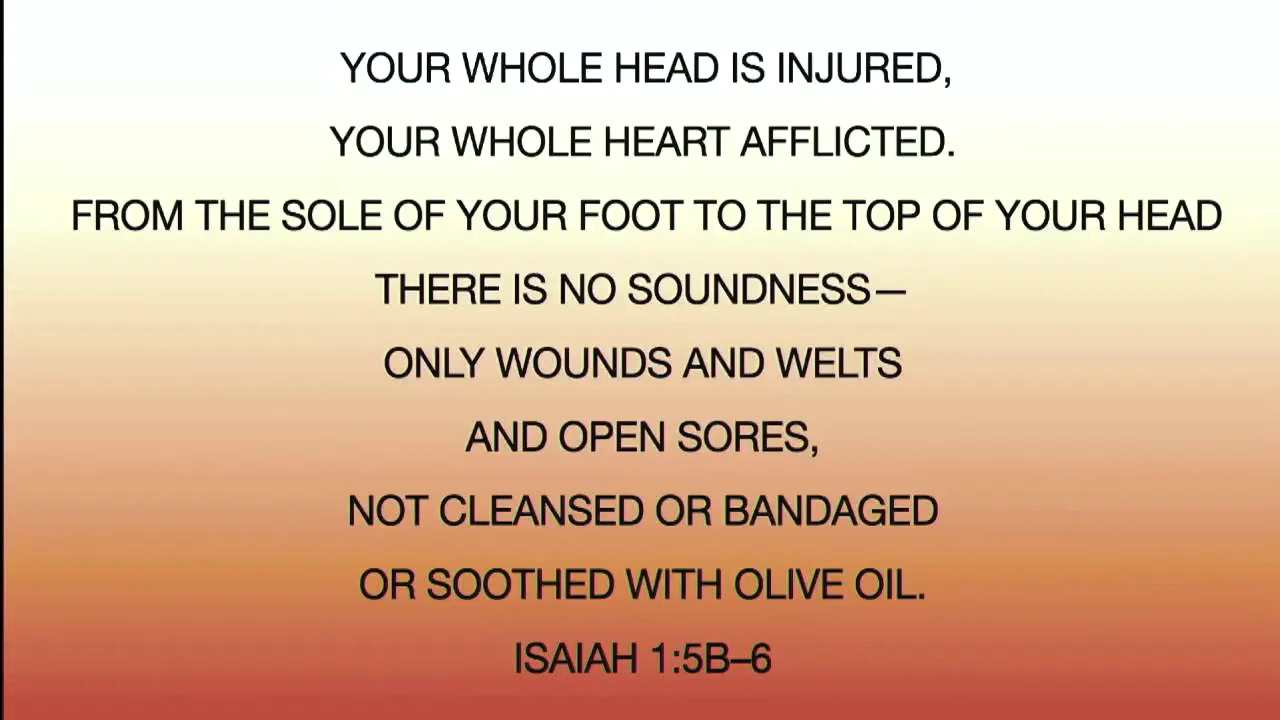 YOUR WHOLE HEAD IS INJURED,
YOUR WHOLE HEART AFFLICTED.
FROM THE SOLE OF YOUR FOOT TO THE TOP OF YOUR HEAD
THERE IS NO SOUNDNESS—
ONLY WOUNDS AND WELTS
AND OPEN SORES,
NOT CLEANSED OR BANDAGED
OR SOOTHED WITH OLIVE OIL.
ISAIAH 1:5B–6